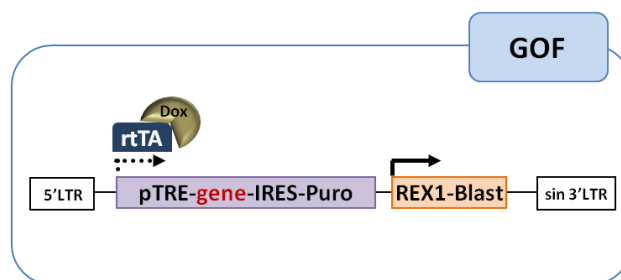 GOF
Dox
rtTA
5'LTR
pTRE-gene-IRES-Puro
REX1-Blast
sin 3'LTR